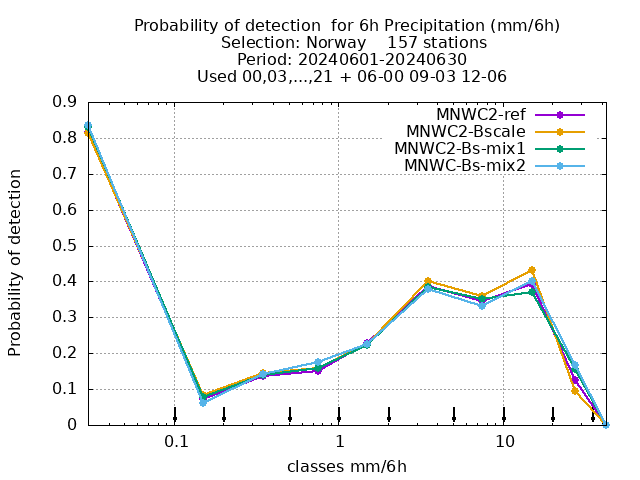 Probability of detection  for 6h Precipitation (mm/6h)
Selection: Norway    157 stations
Period: 20240601-20240630
Used 00,03,...,21 + 06-00 09-03 12-06
MNWC2-ref
MNWC2-Bscale
MNWC2-Bs-mix1
MNWC-Bs-mix2
Probability of detection
0.9
0.8
0.7
0.6
0.5
0.4
0.3
0.2
0.1
0
0.1 1 10
classes mm/6h